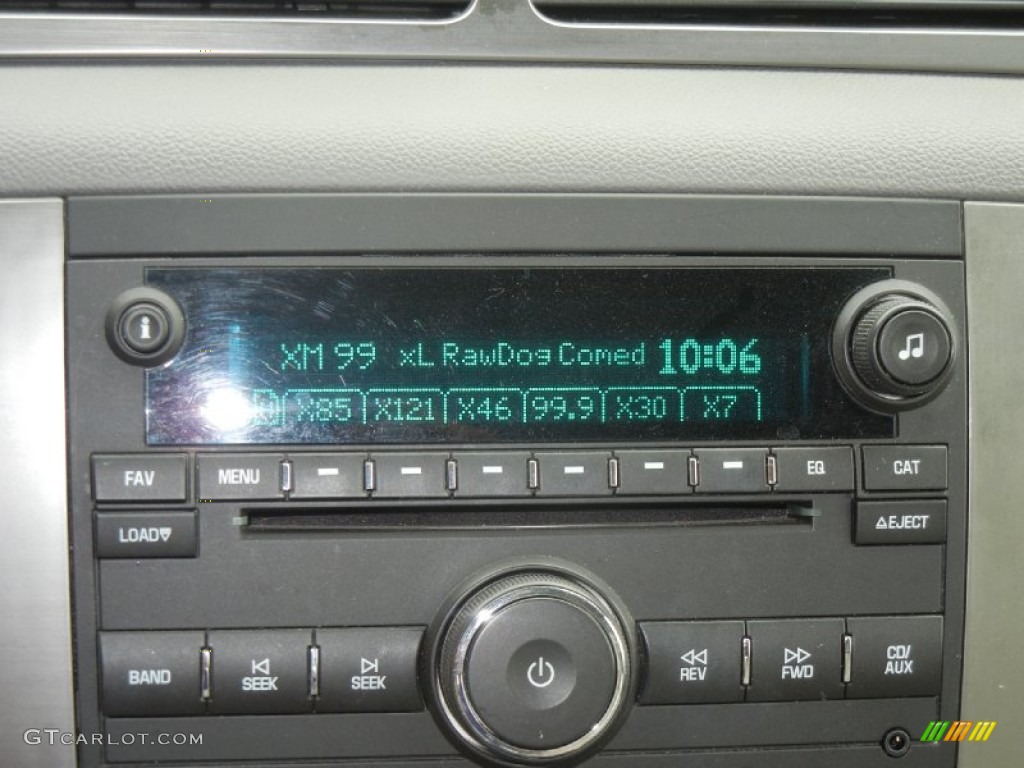 XM 99 xL RawDog Comed 10:06
X85 X121 X46 99.9 X30 X7
FAV MENU EQ CAT
LOAD EJECT
BAND SEEK SEEK REV FWD CD/AUX
GTCARLOT.COM